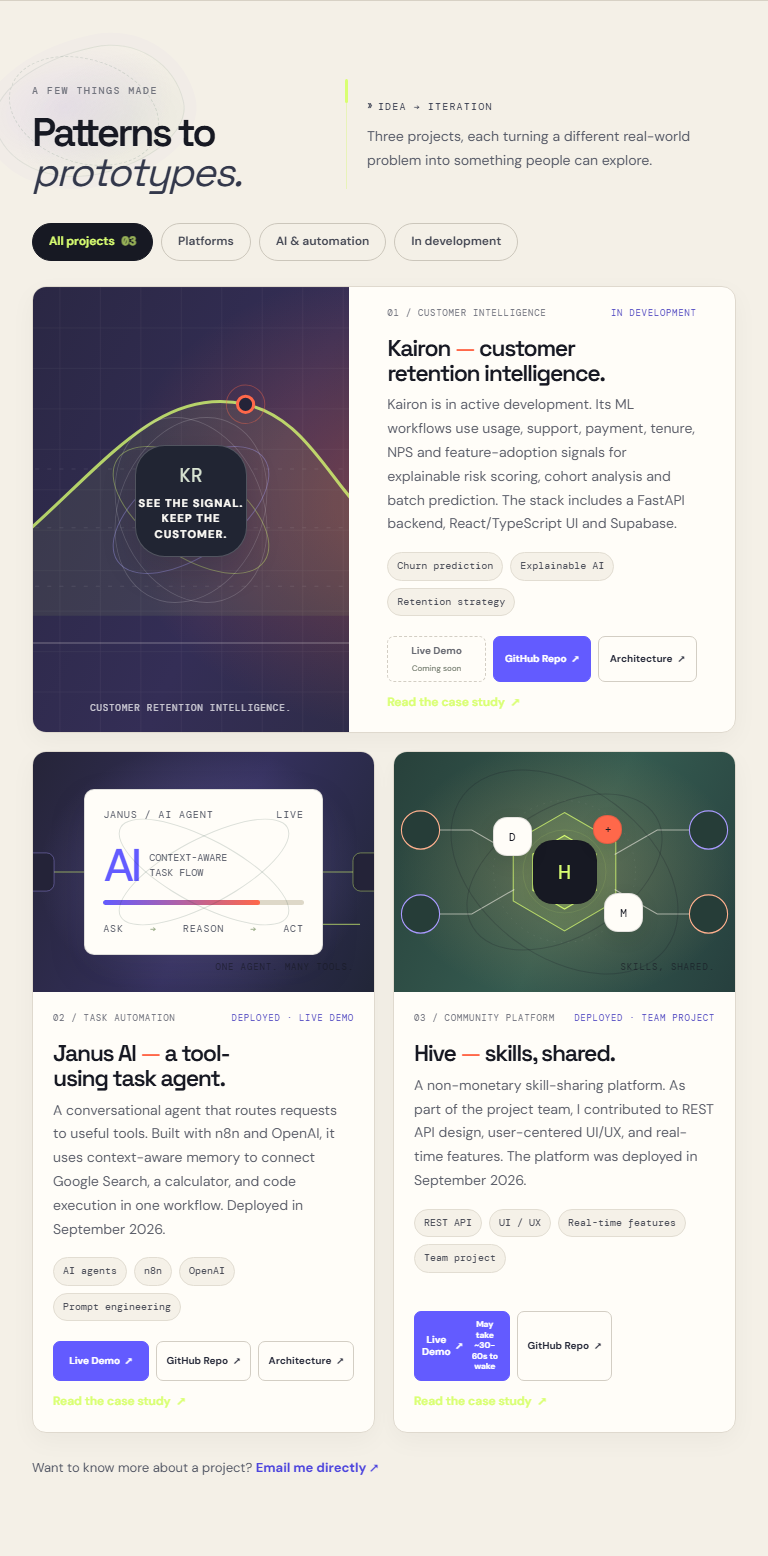 A FEW THINGS MADE
Patterns to
prototypes.
» IDEA → ITERATION
Three projects, each turning a different real-world
problem into something people can explore.
All projects 03
Platforms
AI & automation
In development
KR
SEE THE SIGNAL.
KEEP THE
CUSTOMER.
CUSTOMER RETENTION INTELLIGENCE.
01 / CUSTOMER INTELLIGENCE
IN DEVELOPMENT
Kairon — customer
retention intelligence.
Kairon is in active development. Its ML
workflows use usage, support, payment, tenure,
NPS and feature-adoption signals for
explainable risk scoring, cohort analysis and
batch prediction. The stack includes a FastAPI
backend, React/TypeScript UI and Supabase.
Churn prediction
Explainable AI
Retention strategy
Live Demo
Coming soon
GitHub Repo ↗
Architecture ↗
Read the case study ↗
JANUS / AI AGENT
LIVE
AI
CONTEXT-AWARE
TASK FLOW
ASK → REASON → ACT
ONE AGENT. MANY TOOLS.
02 / TASK AUTOMATION
DEPLOYED · LIVE DEMO
Janus AI — a tool-
using task agent.
A conversational agent that routes requests
to useful tools. Built with n8n and OpenAI, it
uses context-aware memory to connect
Google Search, a calculator, and code
execution in one workflow. Deployed in
September 2026.
AI agents
n8n
OpenAI
Prompt engineering
Live Demo ↗
GitHub Repo ↗
Architecture ↗
Read the case study ↗
D
+
H
M
SKILLS, SHARED.
03 / COMMUNITY PLATFORM
DEPLOYED · TEAM PROJECT
Hive — skills, shared.
A non-monetary skill-sharing platform. As
part of the project team, I contributed to REST
API design, user-centered UI/UX, and real-
time features. The platform was deployed in
September 2026.
REST API
UI / UX
Real-time features
Team project
Live
Demo ↗
May
take
~30–
60s to
wake
GitHub Repo ↗
Read the case study ↗
Want to know more about a project? Email me directly ↗